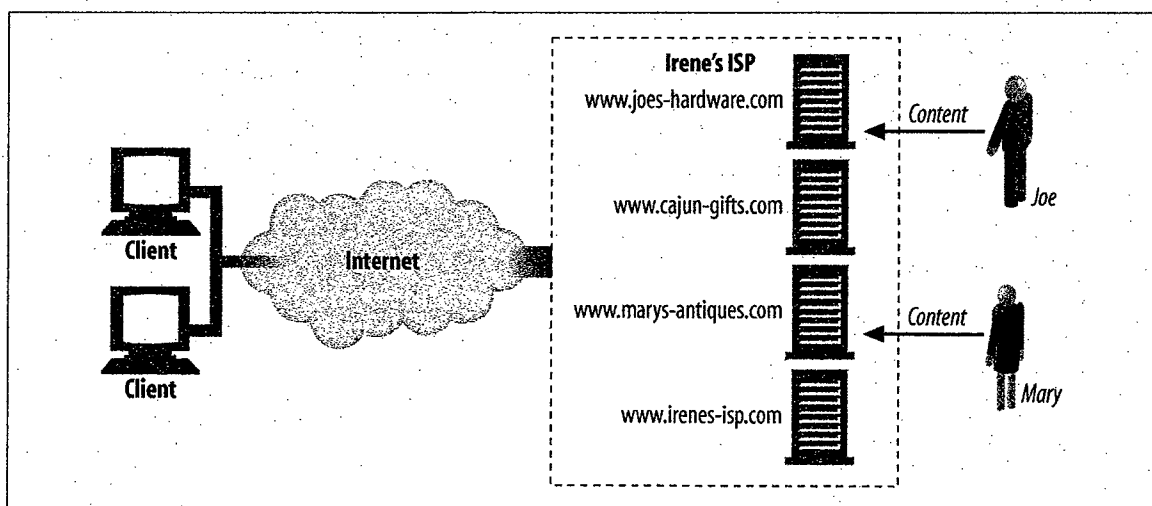 Irene's ISP
www.joes-hardware.com
Content
Joe
www.cajun-gifts.com
Client
Internet
www.marys-antiques.com
Content
Mary
Client
www.irenes-isp.com